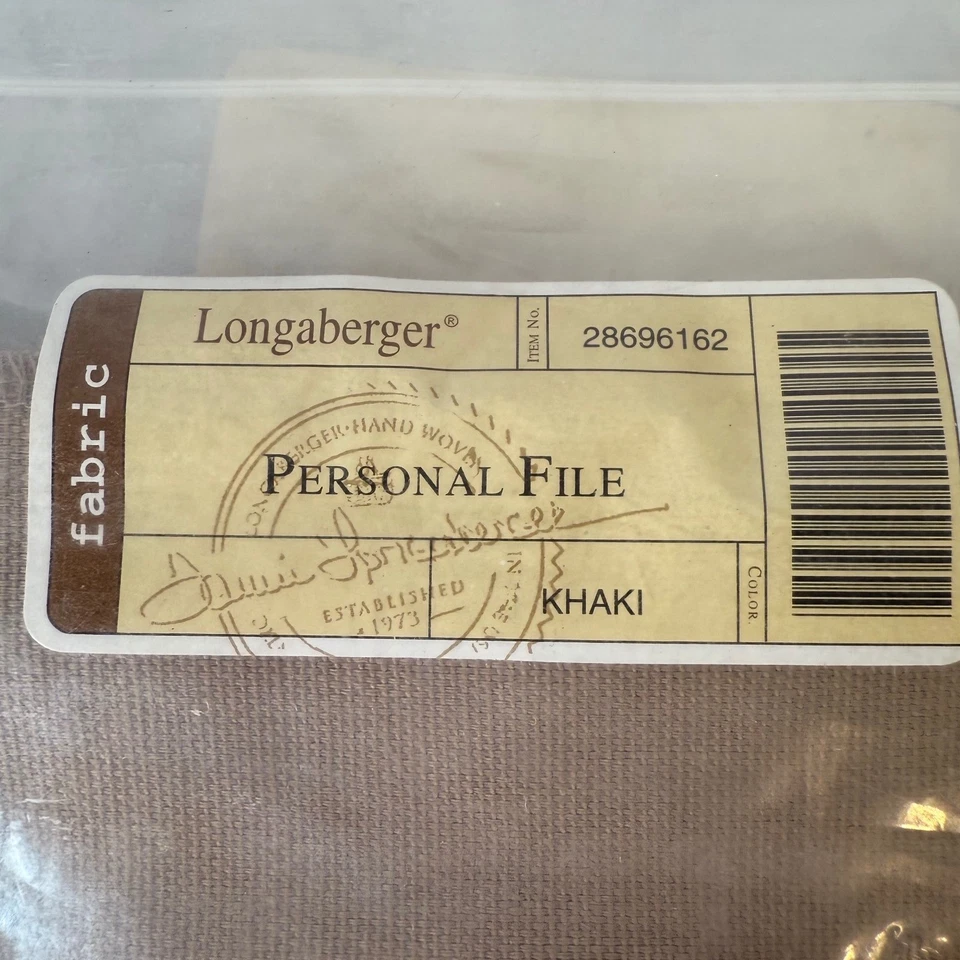 fabric
Longaberger®
ITEM NO.
28696162
PERSONAL FILE
HAND WOVEN
ESTABLISHED
1973
KHAKI
COLOR